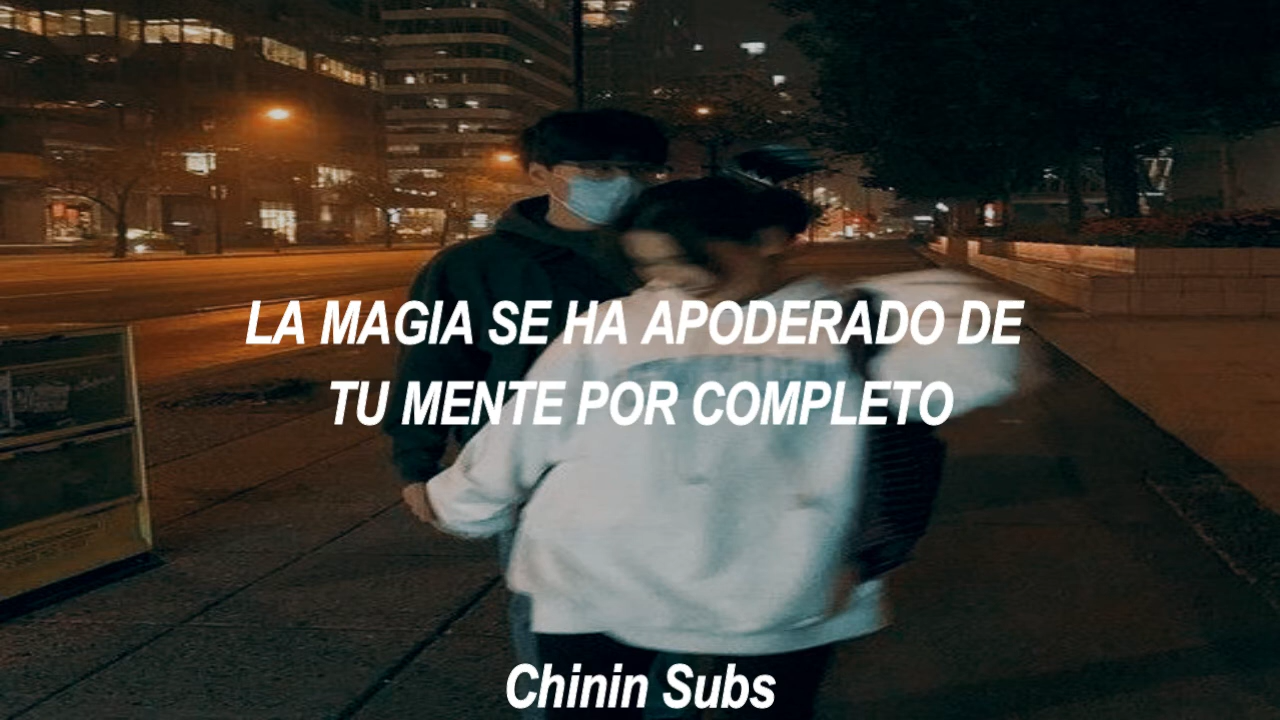 LA MAGIA SE HA APODERADO DE
TU MENTE POR COMPLETO
Chinin Subs